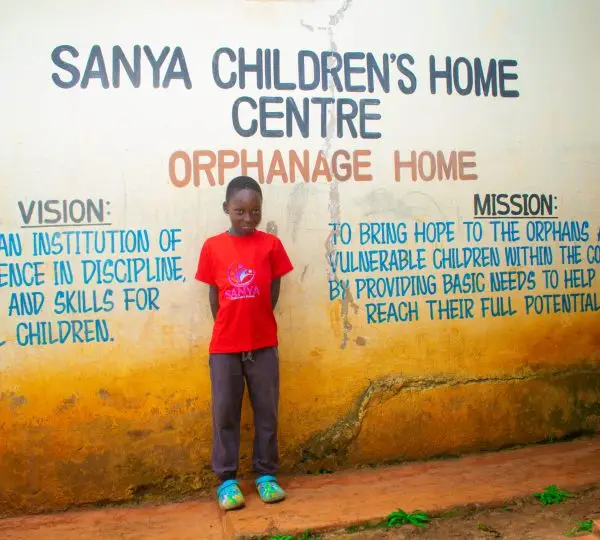 SANYA CHILDREN'S HOME
CENTRE
ORPHANAGE HOME
VISION:
AN INSTITUTION OF
ENCE IN DISCIPLINE,
AND SKILLS FOR
CHILDREN.
SANYA
MISSION:
TO BRING HOPE TO THE ORPHANS
VULNERABLE CHILDREN WITHIN THE CO
BY PROVIDING BASIC NEEDS TO HELP
REACH THEIR FULL POTENTIAL